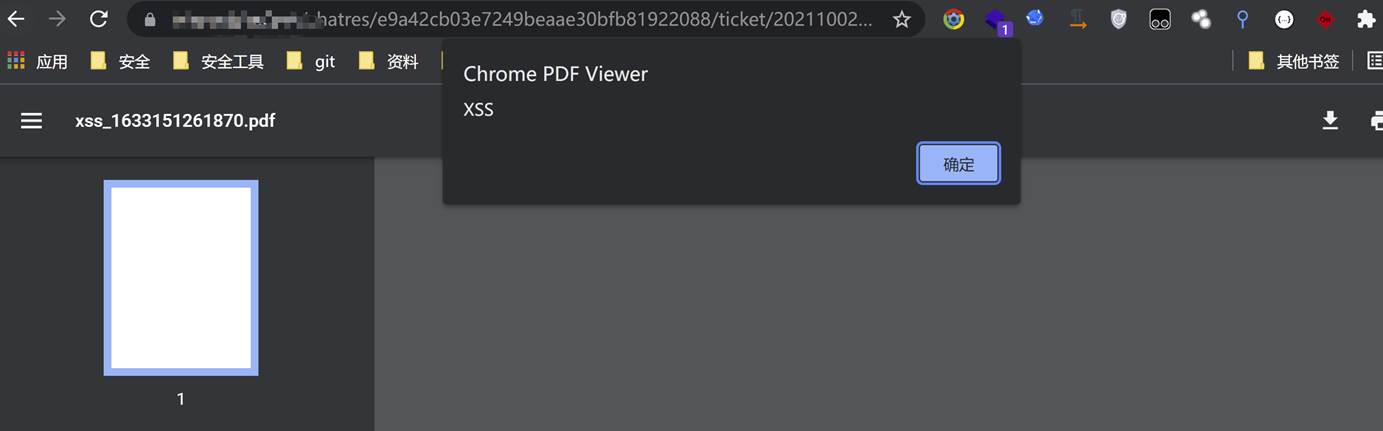 hatres/e9a42cb03e7249beaae30bfb81922088/ticket/20211002...
1
应用 安全 安全工具 git 资料 其他书签
Chrome PDF Viewer
XSS
确定
xss_1633151261870.pdf
1